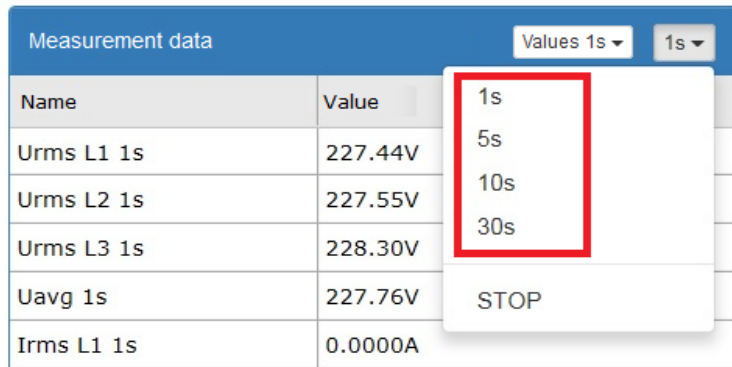 Measurement data Values 1s 1s
Name Value
Urms L1 1s 227.44V
Urms L2 1s 227.55V
Urms L3 1s 228.30V
Uavg 1s 227.76V
Irms L1 1s 0.0000A
1s
5s
10s
30s
STOP